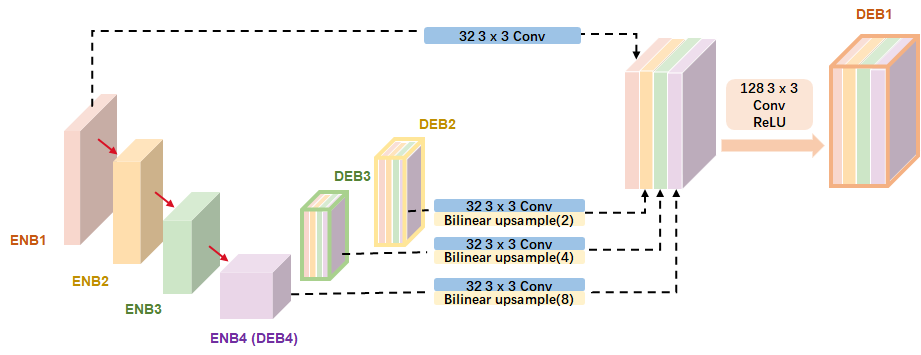 DEB1
32 3 x 3 Conv
128 3 x 3
Conv
ReLU
DEB2
DEB3
32 3 x 3 Conv
Bilinear upsample(2)
ENB1
32 3 x 3 Conv
Bilinear upsample(4)
ENB2
32 3 x 3 Conv
Bilinear upsample(8)
ENB3
ENB4 (DEB4)